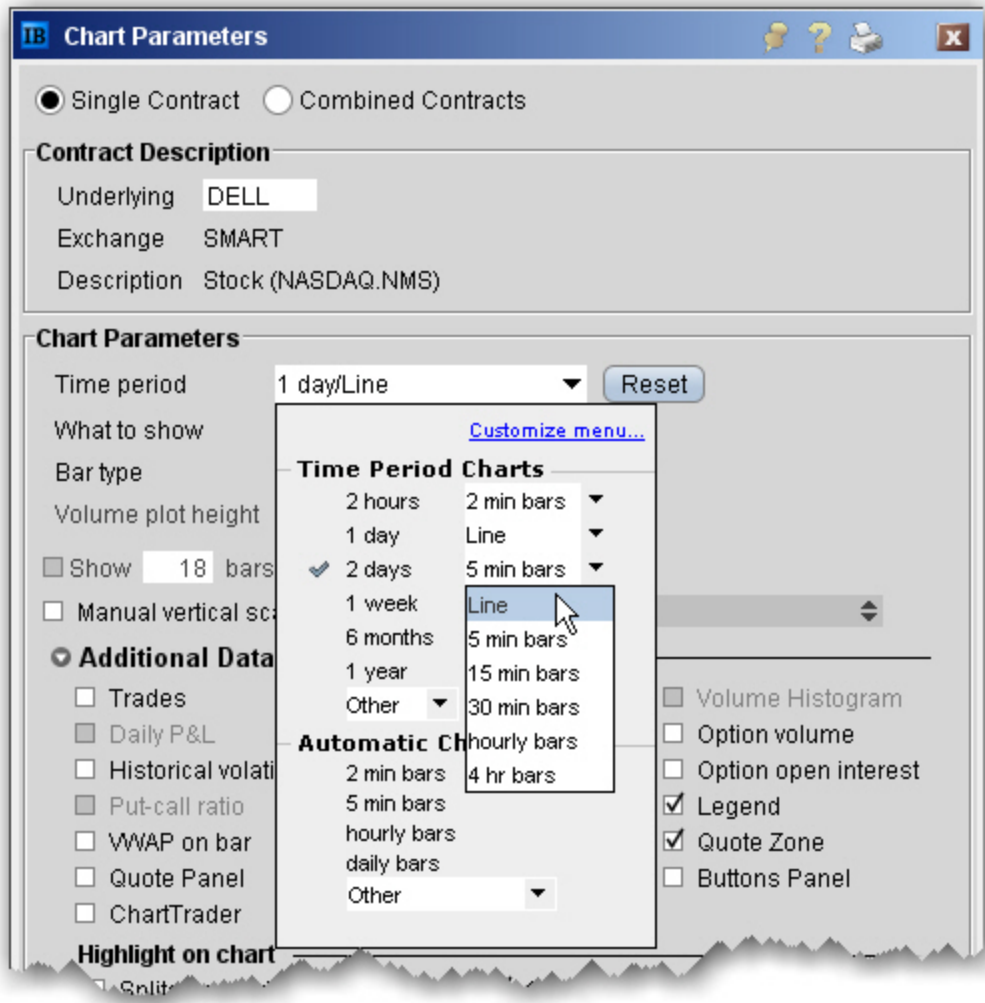 IB Chart Parameters
Single Contract Combined Contracts
Contract Description
Underlying DELL
Exchange SMART
Description Stock (NASDAQ.NMS)
Chart Parameters
Time period 1 day/Line Reset
What to show Customize menu...
Bar type Time Period Charts
2 hours 2 min bars
Volume plot height
1 day Line
Show 18 bars 2 days 5 min bars
Manual vertical sc 1 week Line
6 months 5 min bars
Additional Data 1 year 15 min bars
Trades Other 30 min bars Volume Histogram
Daily P&L Automatic Ch hourly bars Option volume
Historical volati 2 min bars 4 hr bars Option open interest
Put-call ratio 5 min bars Legend
VWAP on bar hourly bars Quote Zone
daily bars
Quote Panel Other Buttons Panel
ChartTrader
Highlight on chart